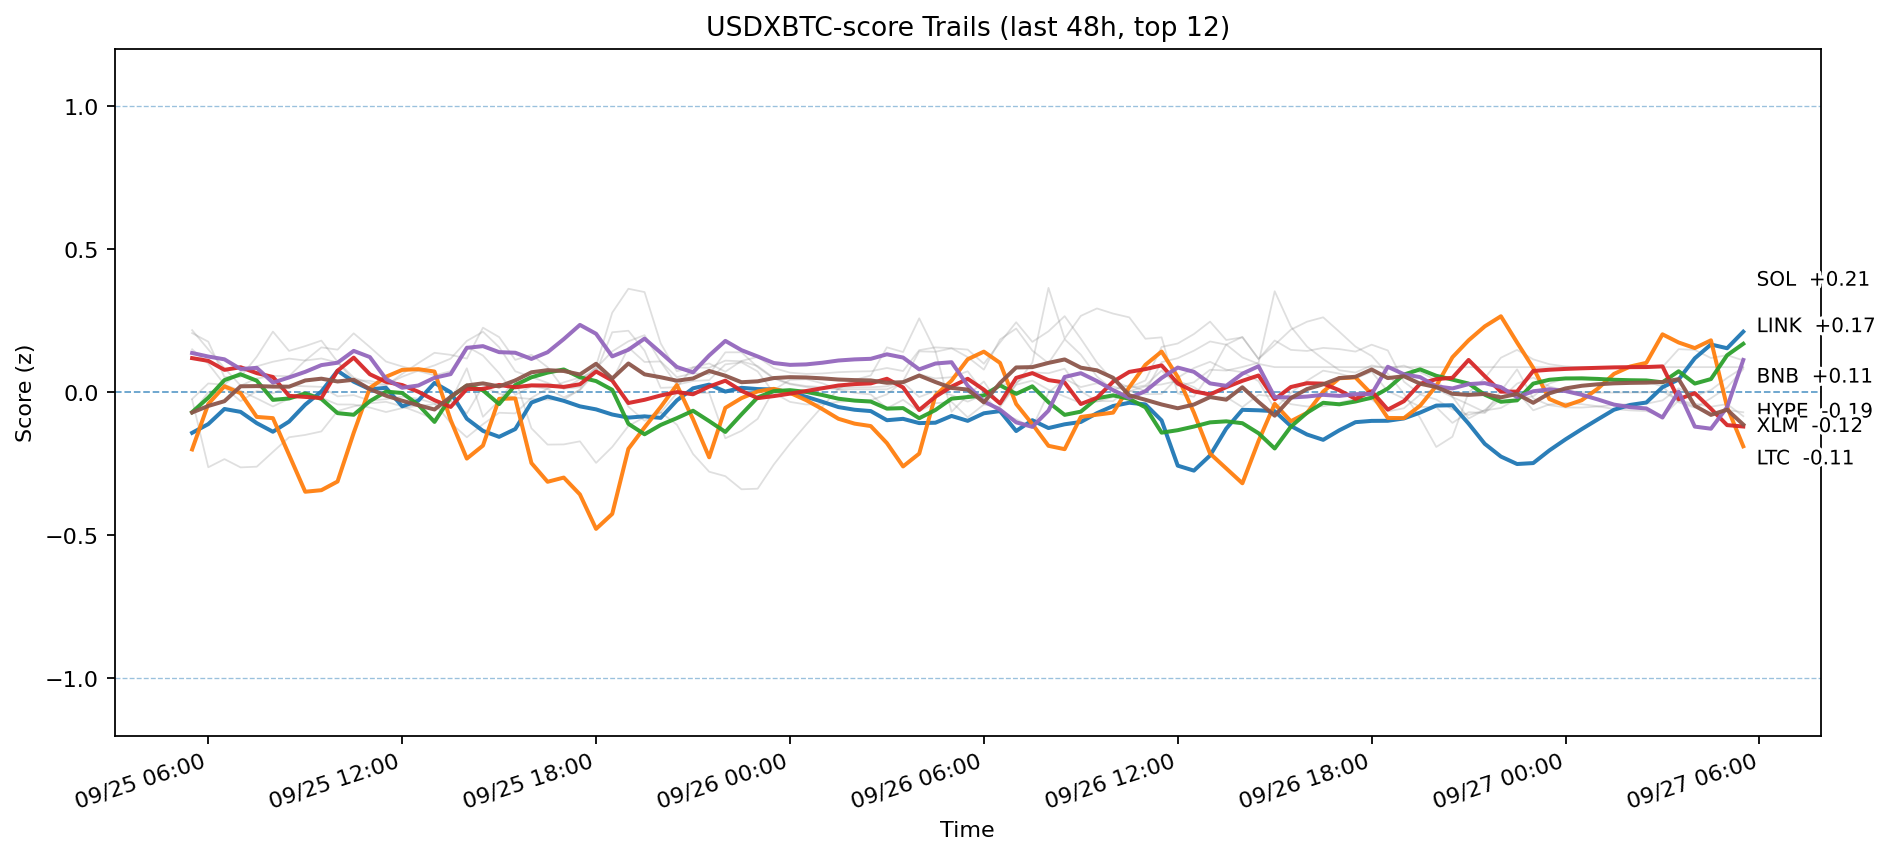 USDXBTC-score Trails (last 48h, top 12)
Score (z)
1.0
0.5
0.0
−0.5
−1.0
SOL +0.21
LINK +0.17
BNB +0.11
HYPE -0.19
XLM -0.12
LTC -0.11
09/25 06:00
09/25 12:00
09/25 18:00
09/26 00:00
09/26 06:00
09/26 12:00
09/26 18:00
09/27 00:00
09/27 06:00
Time